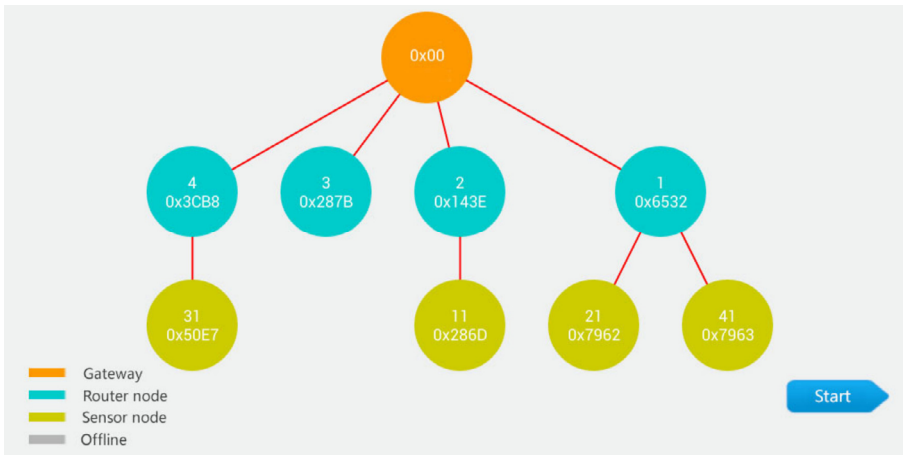 0x00
4
0x3CB8
3
0x287B
2
0x143E
1
0x6532
31
0x50E7
11
0x286D
21
0x7962
41
0x7963
Gateway
Router node
Sensor node
Offline
Start